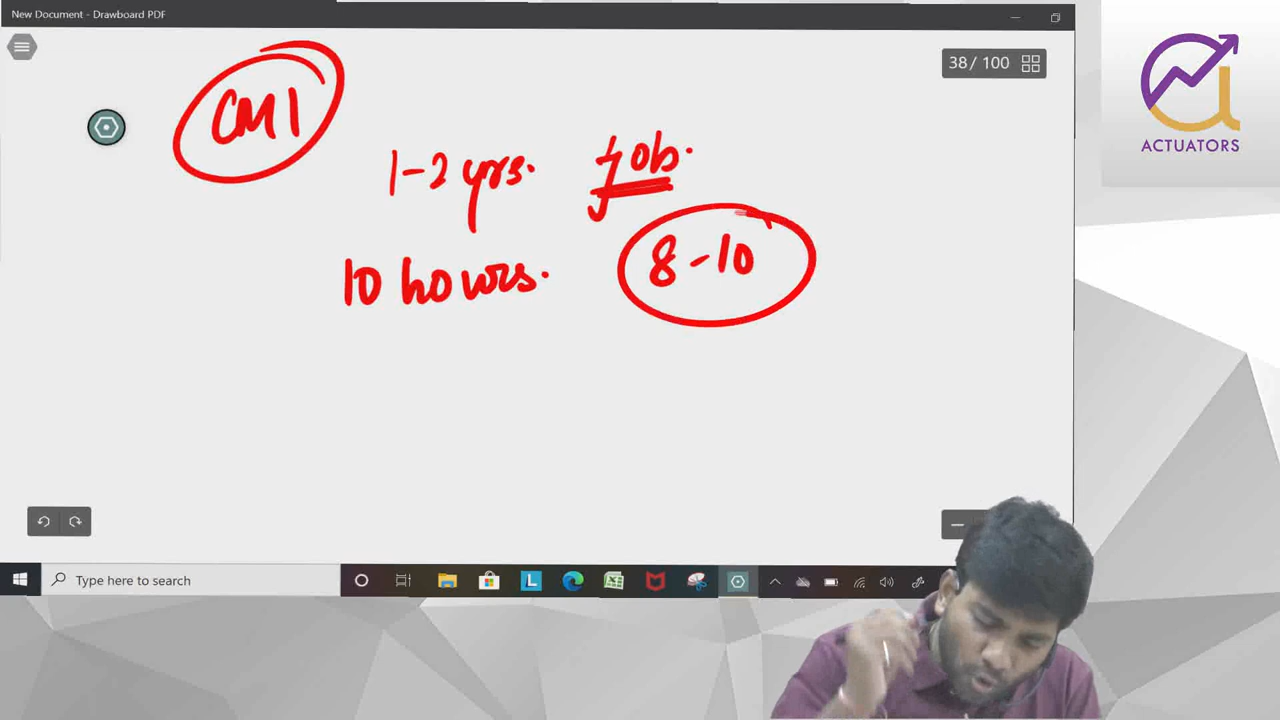 New Document - Drawboard PDF
38 / 100
ACTUATORS
CM1
1-2 yrs. job.
10 hours. 8-10
Type here to search